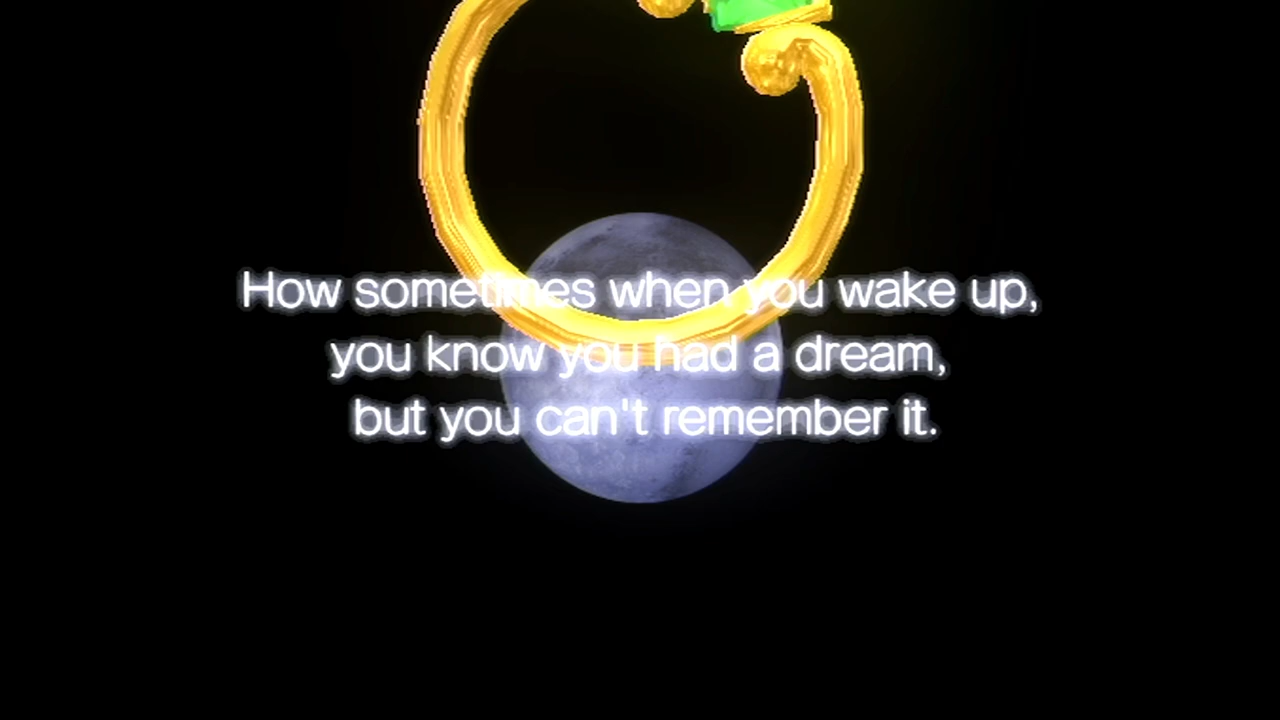 How sometimes when you wake up,
you know you had a dream,
but you can't remember it.